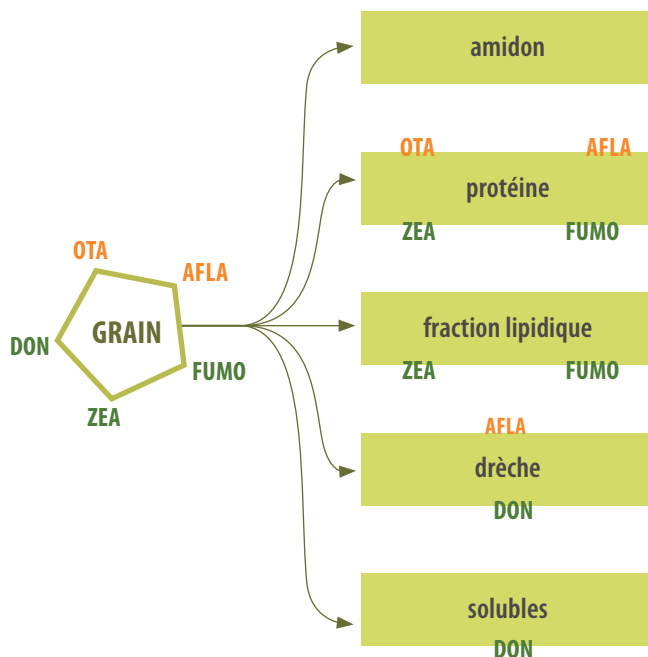 amidon
OTA AFLA
protéine
ZEA FUMO
OTA
AFLA
GRAIN
DON
FUMO
ZEA
fraction lipidique
ZEA FUMO
AFLA
drèche
DON
solubles
DON